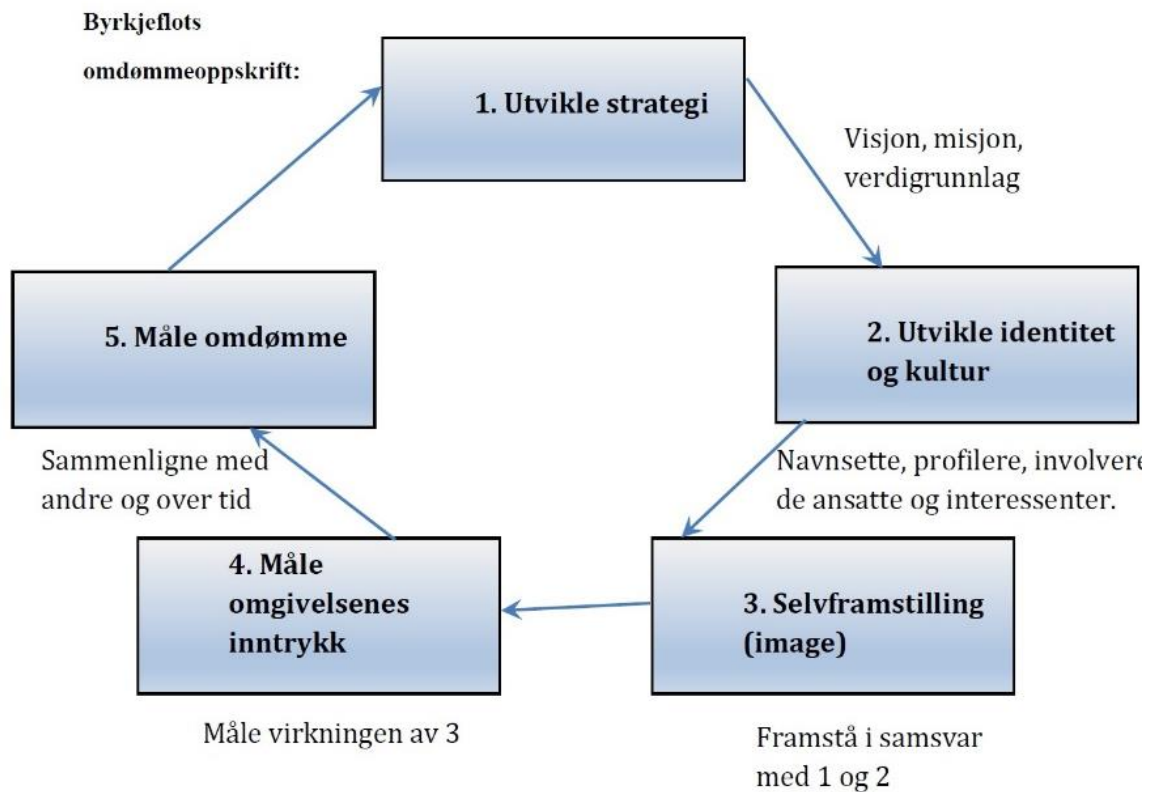 Byrkjeflots
omdømmeoppskrift:
1. Utvikle strategi
Visjon, misjon,
verdigrunnlag
2. Utvikle identitet
og kultur
Navnsette, profilere, involvere
de ansatte og interessenter.
3. Selvframstilling
(image)
Framstå i samsvar
med 1 og 2
4. Måle
omgivelsenes
inntrykk
Måle virkningen av 3
5. Måle omdømme
Sammenligne med
andre og over tid